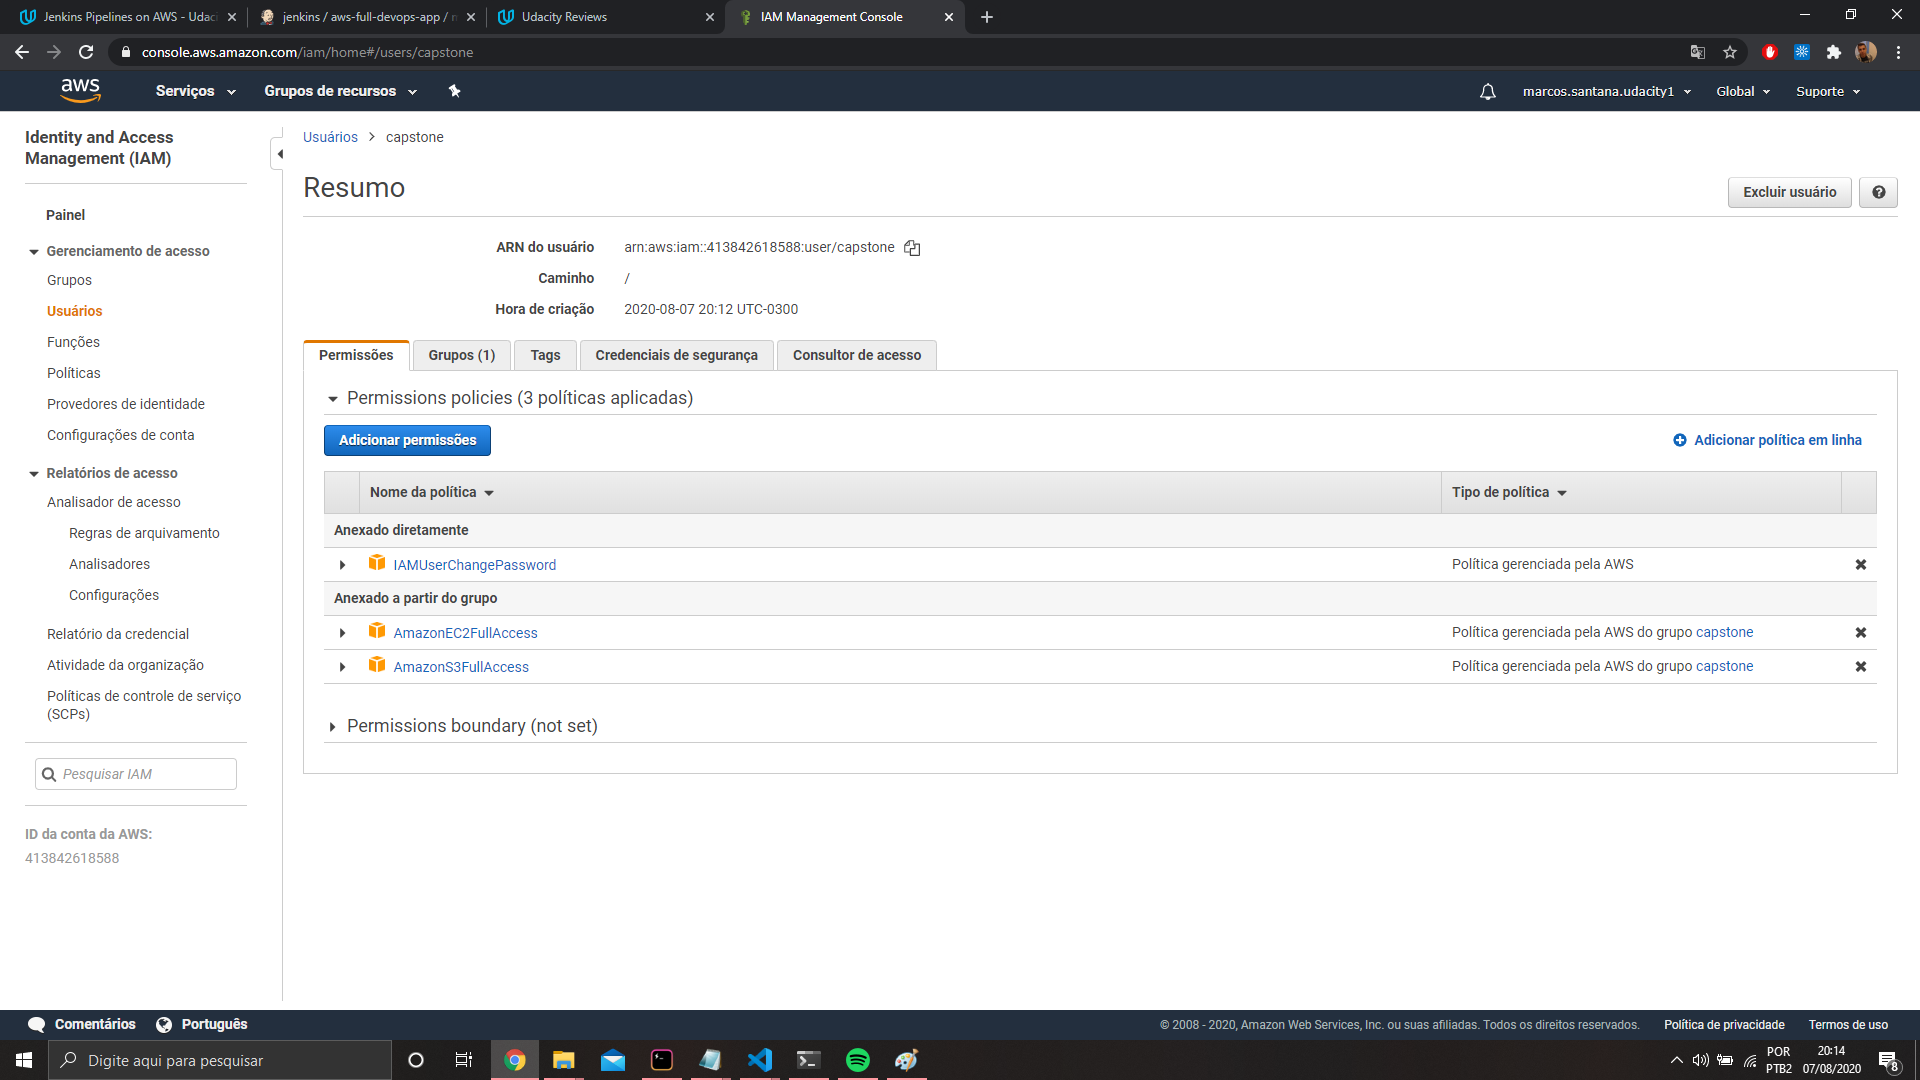 Jenkins Pipelines on AWS - Udac
jenkins / aws-full-devops-app / m
Udacity Reviews
IAM Management Console
console.aws.amazon.com/iam/home#/users/capstone
aws
Serviços
Grupos de recursos
marcos.santana.udacity1
Global
Suporte
Identity and Access
Management (IAM)
Painel
Gerenciamento de acesso
Grupos
Usuários
Funções
Políticas
Provedores de identidade
Configurações de conta
Relatórios de acesso
Analisador de acesso
Regras de arquivamento
Analisadores
Configurações
Relatório da credencial
Atividade da organização
Políticas de controle de serviço
(SCPs)
Pesquisar IAM
ID da conta da AWS:
413842618588
Usuários > capstone
Resumo
Excluir usuário
ARN do usuário arn:aws:iam::413842618588:user/capstone
Caminho /
Hora de criação 2020-08-07 20:12 UTC-0300
Permissões
Grupos (1)
Tags
Credenciais de segurança
Consultor de acesso
Permissions policies (3 políticas aplicadas)
Adicionar permissões
Adicionar política em linha
Nome da política
Tipo de política
Anexado diretamente
IAMUserChangePassword Política gerenciada pela AWS
Anexado a partir do grupo
AmazonEC2FullAccess Política gerenciada pela AWS do grupo capstone
AmazonS3FullAccess Política gerenciada pela AWS do grupo capstone
Permissions boundary (not set)
Comentários
Português
© 2008 - 2020, Amazon Web Services, Inc. ou suas afiliadas. Todos os direitos reservados.
Política de privacidade
Termos de uso
Digite aqui para pesquisar
POR
PTB2
20:14
07/08/2020
8